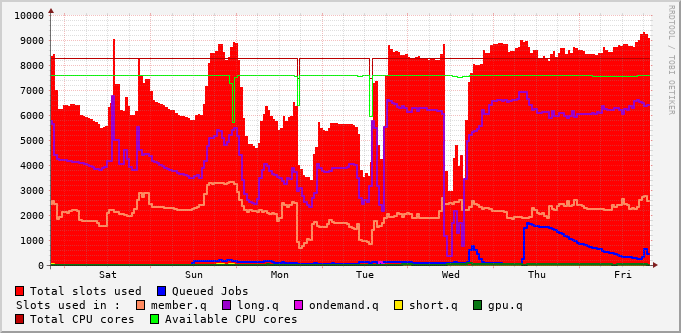 10000
9000
8000
7000
6000
5000
4000
3000
2000
1000
0
Sat Sun Mon Tue Wed Thu Fri
RRDTOOL / TOBI OETIKER
Total slots used Queued Jobs
Slots used in : member.q long.q ondemand.q short.q gpu.q
Total CPU cores Available CPU cores